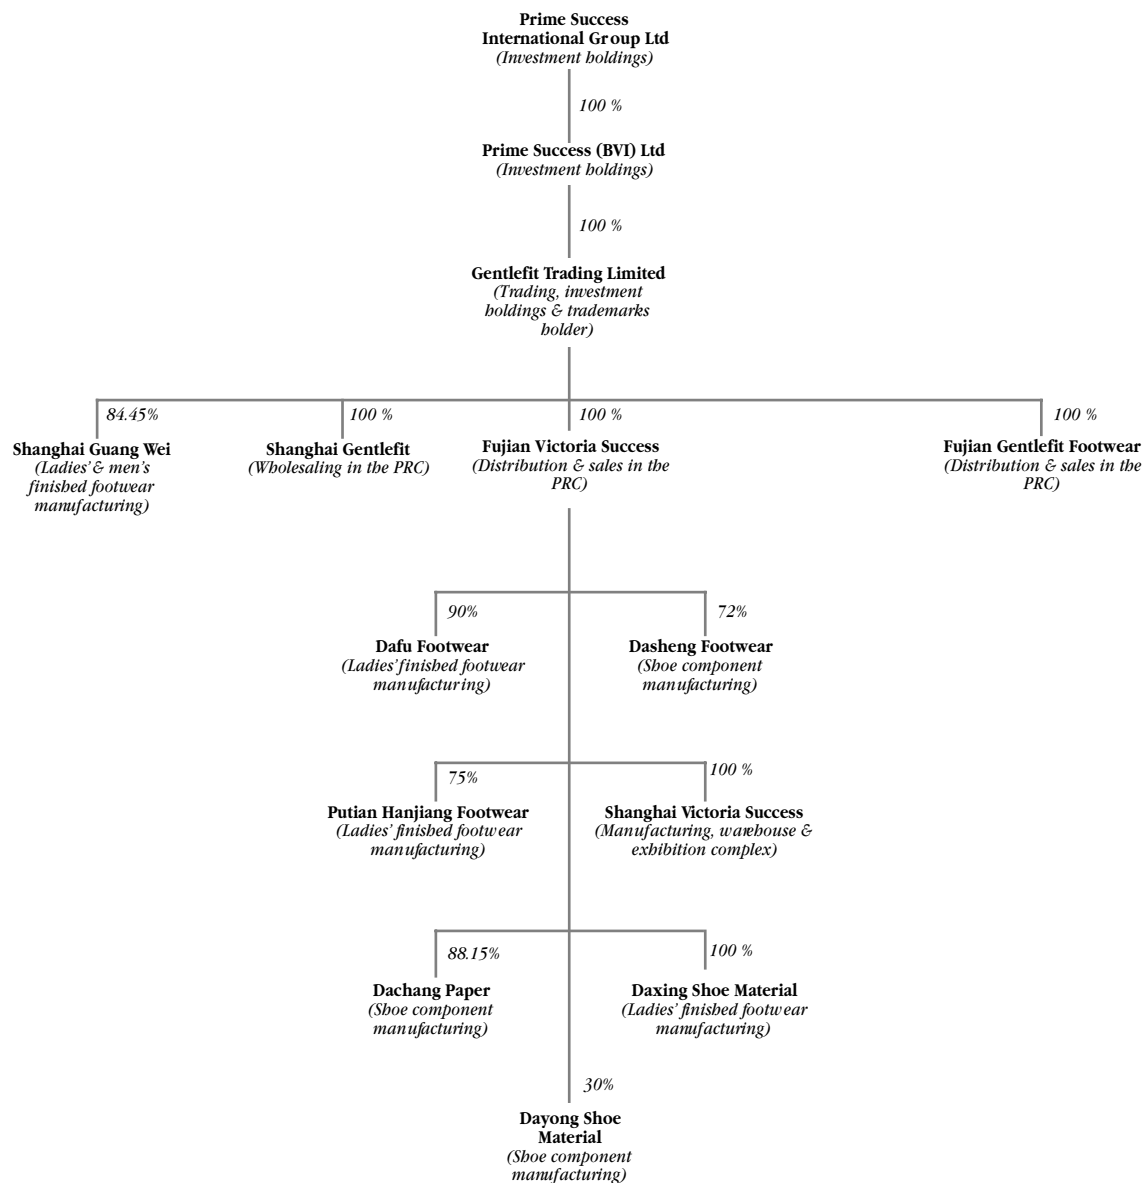 Prime Success
International Group Ltd
(Investment holdings)
100 %
Prime Success (BVI) Ltd
(Investment holdings)
100 %
Gentlefit Trading Limited
(Trading, investment
holdings & trademarks
holder)
84.45%
100 %
100 %
100 %
Shanghai Guang Wei
(Ladies' & men's
finished footwear
manufacturing)
Shanghai Gentlefit
(Wholesaling in the PRC)
Fujian Victoria Success
(Distribution & sales in the
PRC)
Fujian Gentlefit Footwear
(Distribution & sales in the
PRC)
90%
72%
Dafu Footwear
(Ladies' finished footwear
manufacturing)
Dasheng Footwear
(Shoe component
manufacturing)
75%
100 %
Putian Hanjiang Footwear
(Ladies' finished footwear
manufacturing)
Shanghai Victoria Success
(Manufacturing, warehouse &
exhibition complex)
88.15%
100 %
Dachang Paper
(Shoe component
manufacturing)
Daxing Shoe Material
(Ladies' finished footwear
manufacturing)
30%
Dayong Shoe
Material
(Shoe component
manufacturing)